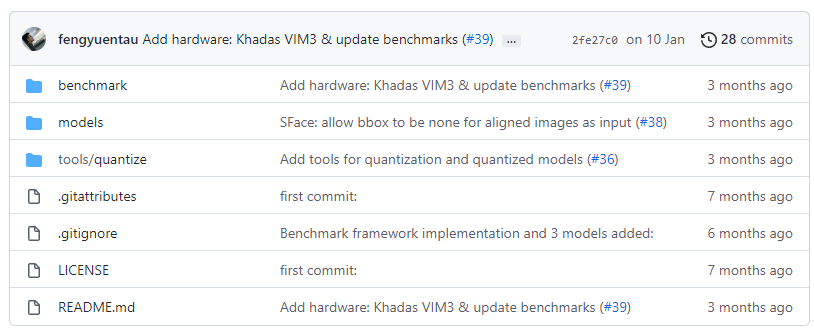 fengyuentau Add hardware: Khadas VIM3 & update benchmarks (#39) ... 2fe27c0 on 10 Jan 28 commits
benchmark Add hardware: Khadas VIM3 & update benchmarks (#39) 3 months ago
models SFace: allow bbox to be none for aligned images as input (#38) 3 months ago
tools/quantize Add tools for quantization and quantized models (#36) 3 months ago
.gitattributes first commit: 7 months ago
.gitignore Benchmark framework implementation and 3 models added: 6 months ago
LICENSE first commit: 7 months ago
README.md Add hardware: Khadas VIM3 & update benchmarks (#39) 3 months ago